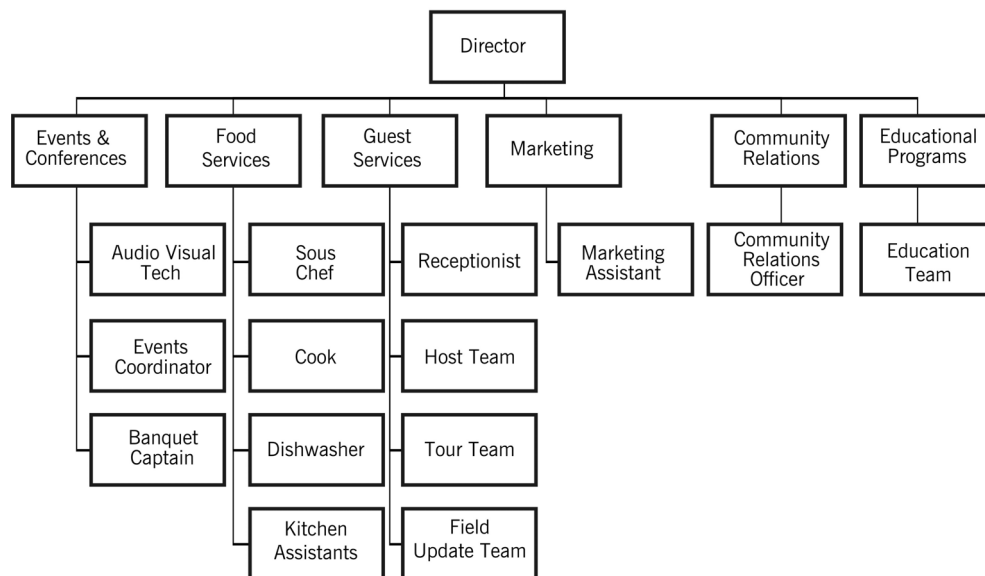 Director
Events &
Conferences
Food
Services
Guest
Services
Marketing
Community
Relations
Educational
Programs
Audio Visual
Tech
Sous
Chef
Receptionist
Marketing
Assistant
Community
Relations
Officer
Education
Team
Events
Coordinator
Cook
Host Team
Banquet
Captain
Dishwasher
Tour Team
Kitchen
Assistants
Field
Update Team